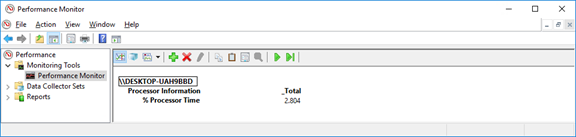 Performance Monitor
File Action View Window Help
Performance
Monitoring Tools
Performance Monitor
Data Collector Sets
Reports
\\DESKTOP-UAH9BBD
Processor Information _Total
% Processor Time 2.804